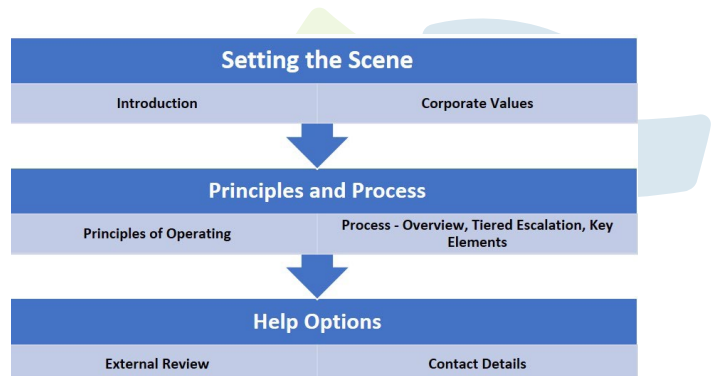 Setting the Scene
Introduction
Corporate Values
Principles and Process
Principles of Operating
Process - Overview, Tiered Escalation, Key
Elements
Help Options
External Review
Contact Details